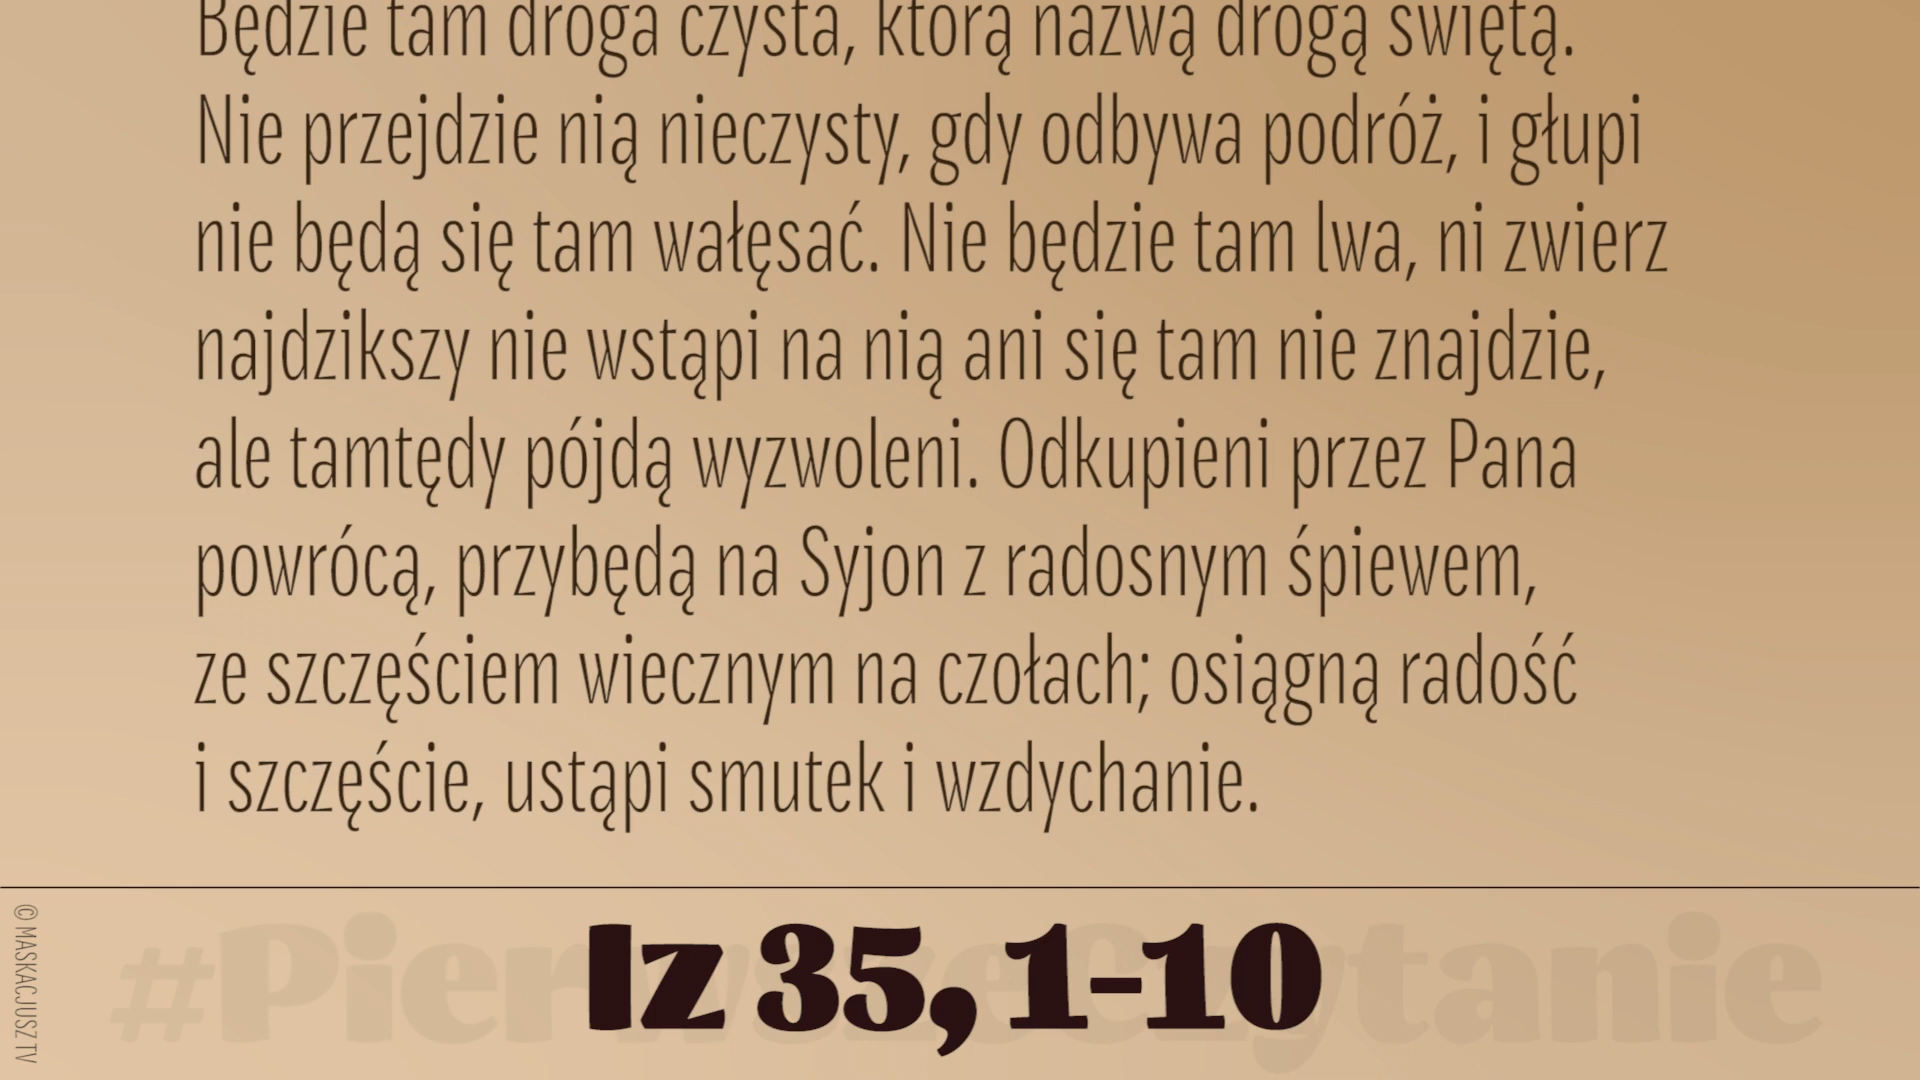 Będzie tam droga czysta, którą nazwą drogą świętą.
Nie przejdzie nią nieczysty, gdy odbywa podróż, i głupi
nie będą się tam wałęsać. Nie będzie tam lwa, ni zwierz
najdzikszy nie wstąpi na nią ani się tam nie znajdzie,
ale tamtędy pójdą wyzwoleni. Odkupieni przez Pana
powrócą, przybędą na Syjon z radosnym śpiewem,
ze szczęściem wiecznym na czołach; osiągną radość
i szczęście, ustąpi smutek i wzdychanie.
#PierwszeCzytanie
Iz 35, 1-10
© MASKACJUSZ TV